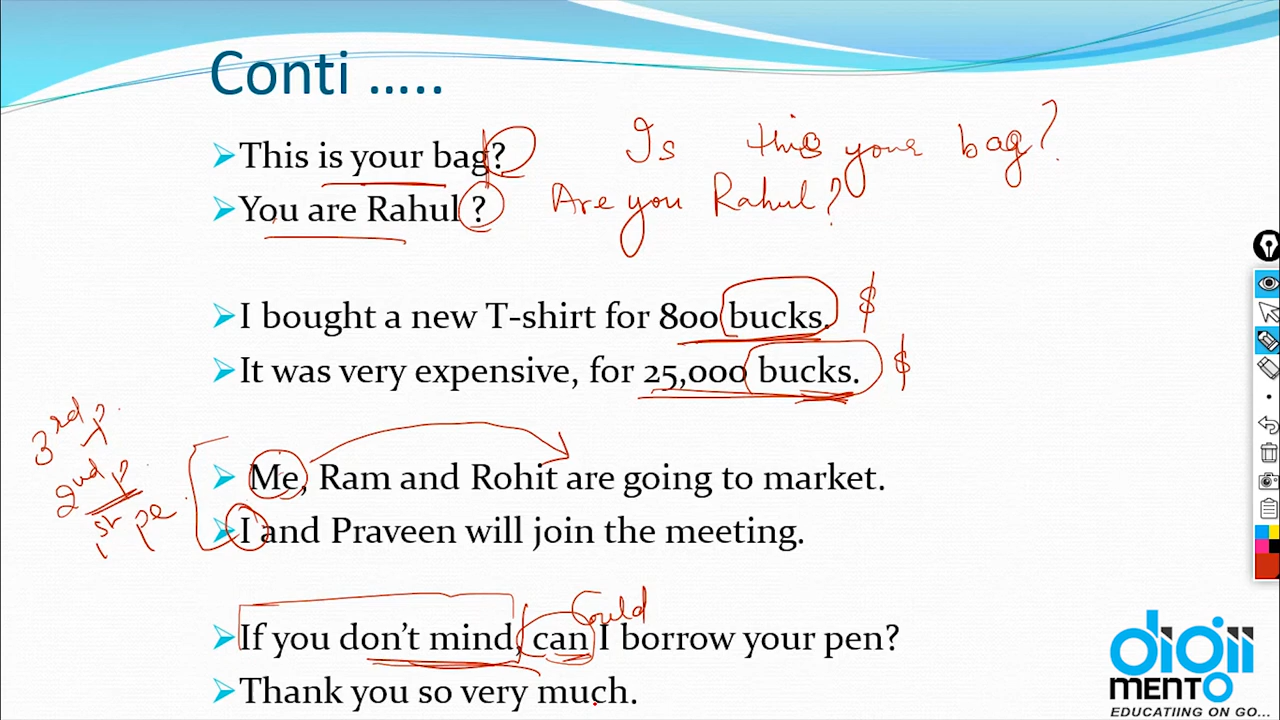 Conti .....
This is your bag? Is this your bag?
You are Rahul ? Are you Rahul?
I bought a new T-shirt for 800 bucks. $
It was very expensive, for 25,000 bucks. $
3rd p.
Me, Ram and Rohit are going to market.
2nd p.
I and Praveen will join the meeting.
1st pe
Could
If you don't mind, can I borrow your pen?
Thank you so very much.
digii
MENTO
EDUCATIING ON GO...